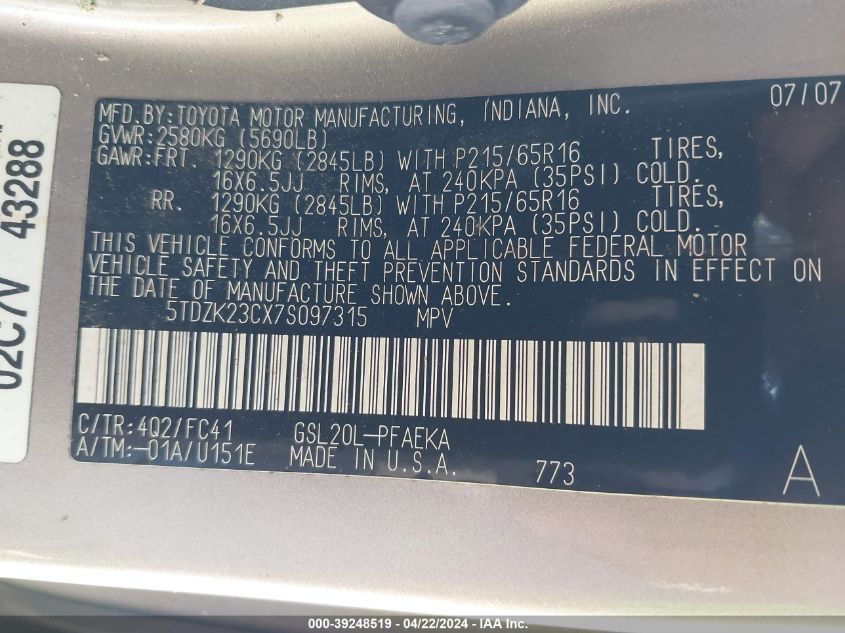 MFD.BY:TOYOTA MOTOR MANUFACTURING, INDIANA, INC. 07/07
GVWR:2580KG (5690LB)
GAWR:FRT. 1290KG (2845LB) WITH P215/65R16 TIRES,
16X6.5JJ RIMS, AT 240KPA (35PSI) COLD.
RR. 1290KG (2845LB) WITH P215/65R16 TIRES,
16X6.5JJ RIMS, AT 240KPA (35PSI) COLD.
THIS VEHICLE CONFORMS TO ALL APPLICABLE FEDERAL MOTOR
VEHICLE SAFETY AND THEFT PREVENTION STANDARDS IN EFFECT ON
THE DATE OF MANUFACTURE SHOWN ABOVE.
5TDZK23CX7S097315 MPV
C/TR:4Q2/FC41 GSL20L-PFAEKA
A/TM:-01A/U151E MADE IN U.S.A. 773 A
02C7V 43288
000-39248519 - 04/22/2024 - IAA Inc.